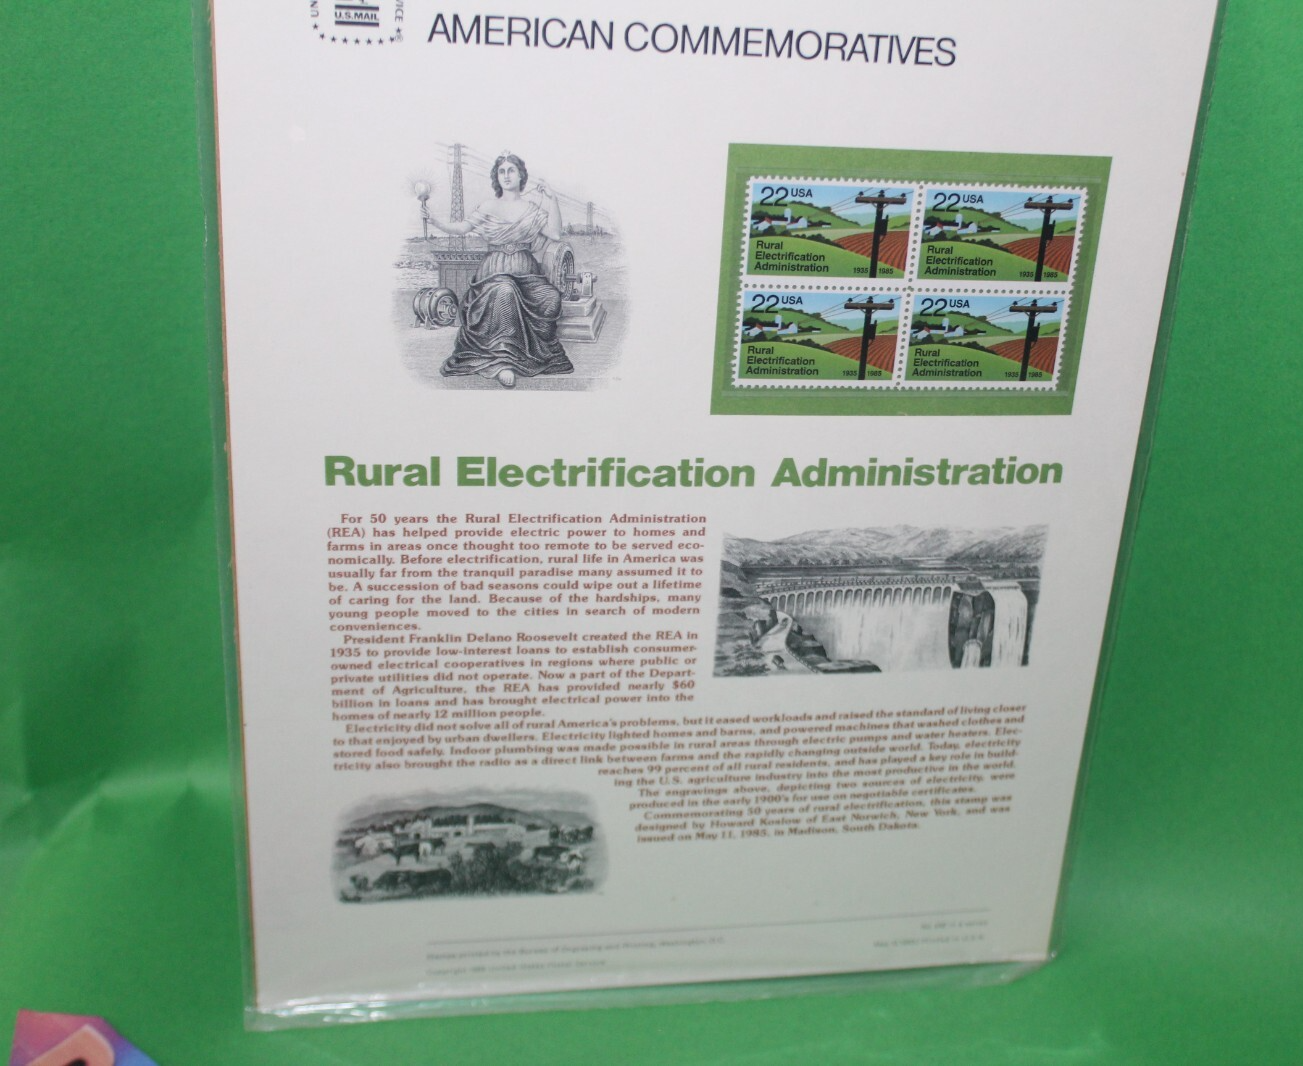 U.S.MAIL
AMERICAN COMMEMORATIVES
22 USA
Rural
Electrification
Administration
1935 1985
22 USA
Rural
Electrification
Administration
1935 1985
22 USA
Rural
Electrification
Administration
1935 1985
22 USA
Rural
Electrification
Administration
1935 1985
Rural Electrification Administration
For 50 years the Rural Electrification Administration
(REA) has helped provide electric power to homes and
farms in areas once thought too remote to be served eco-
nomically. Before electrification, rural life in America was
usually far from the tranquil paradise many assumed it to
be. A succession of bad seasons could wipe out a lifetime
of caring for the land. Because of the hardships, many
young people moved to the cities in search of modern
conveniences.
President Franklin Delano Roosevelt created the REA in
1935 to provide low-interest loans to establish consumer-
owned electrical cooperatives in regions where public or
private utilities did not operate. Now a part of the Depart-
ment of Agriculture, the REA has provided nearly $60
billion in loans and has brought electrical power into the
homes of nearly 12 million people.
Electricity did not solve all of rural America's problems, but it eased workloads and raised the standard of living closer
to that enjoyed by urban dwellers. Electricity lighted homes and barns, and powered machines that washed clothes and
stored food safely. Indoor plumbing was made possible in rural areas through electric pumps and water heaters. Elec-
tricity also brought the radio as a direct link between farms and the rapidly changing outside world. Today, electricity
reaches 99 percent of all rural residents, and has played a key role in build-
ing the U.S. agriculture industry into the most productive in the world.
The engravings above, depicting two sources of electricity, were
produced in the early 1900's for use on negotiable certificates.
Commemorating 50 years of rural electrification, this stamp was
designed by Howard Koslow of East Norwich, New York, and was
issued on May 11, 1985, in Madison, South Dakota.